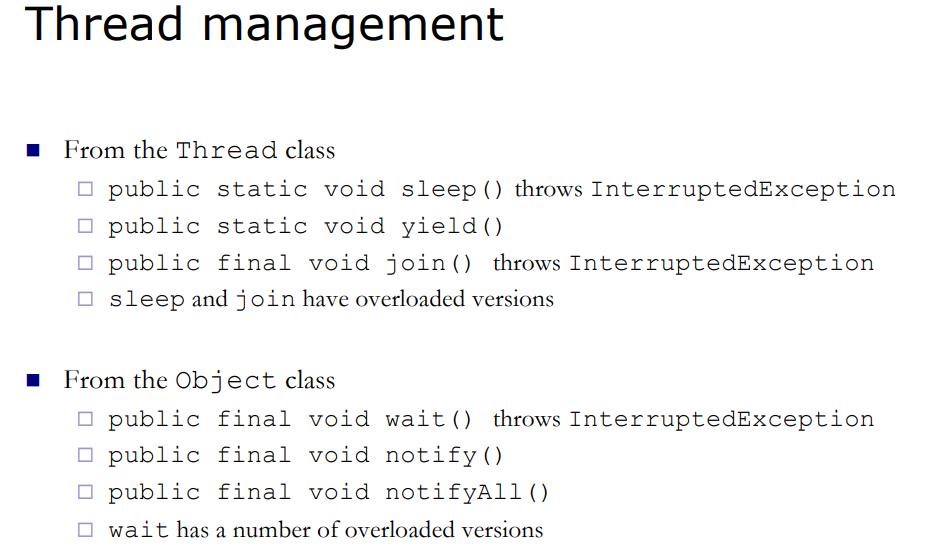 Thread management
From the Thread class
public static void sleep() throws InterruptedException
public static void yield()
public final void join() throws InterruptedException
sleep and join have overloaded versions
From the Object class
public final void wait() throws InterruptedException
public final void notify()
public final void notifyAll()
wait has a number of overloaded versions